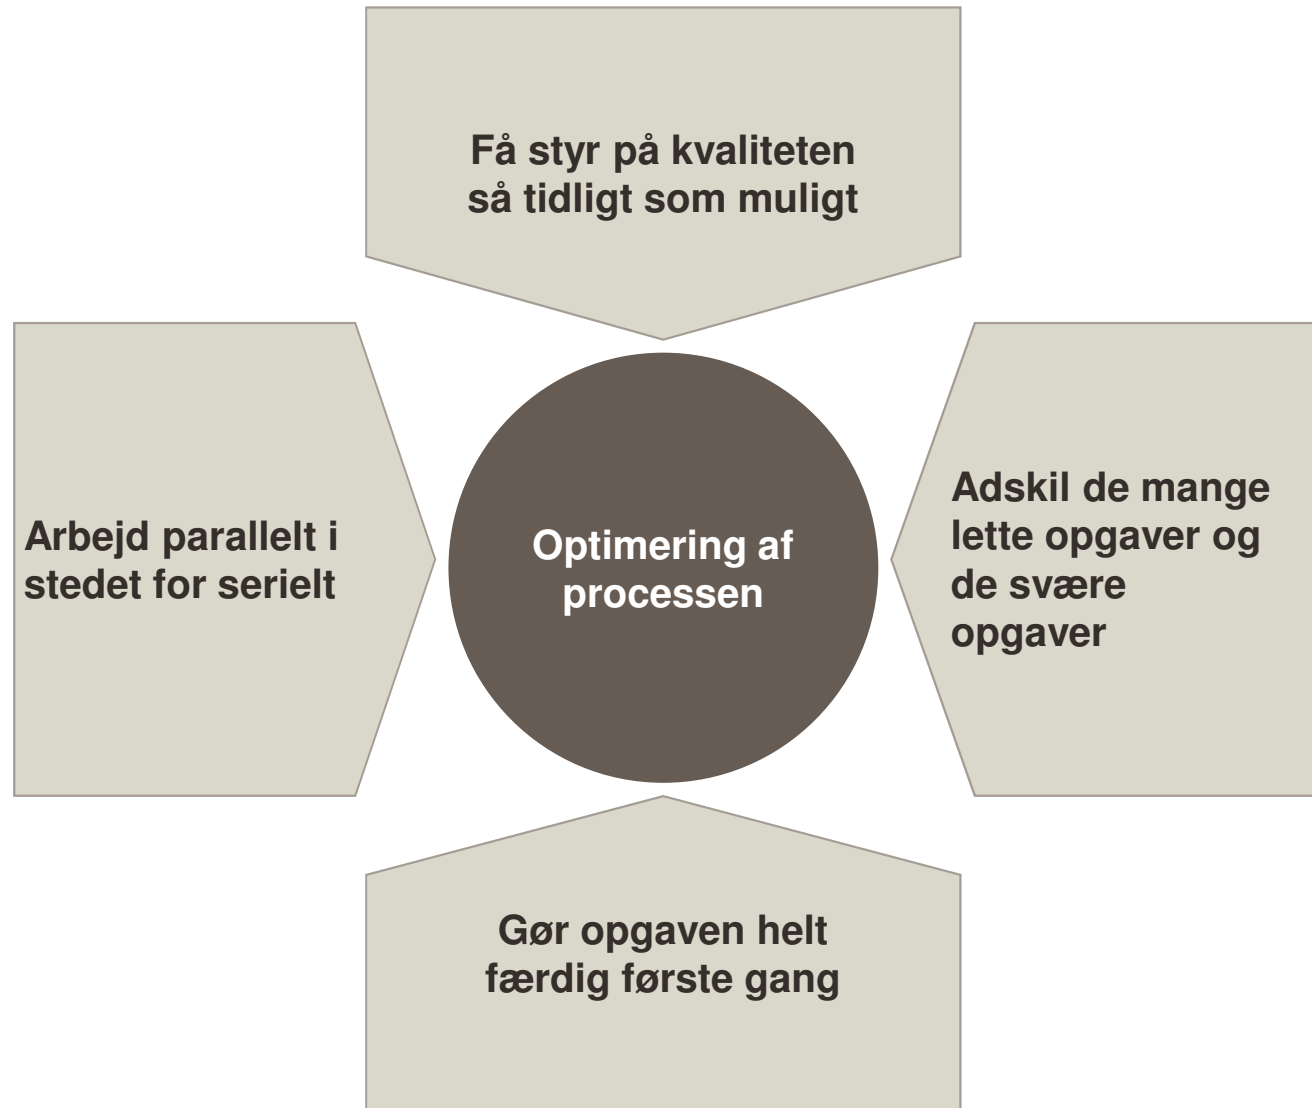 Få styr på kvaliteten
så tidligt som muligt
Arbejd parallelt i
stedet for serielt
Optimering af
processen
Adskil de mange
lette opgaver og
de svære
opgaver
Gør opgaven helt
færdig første gang